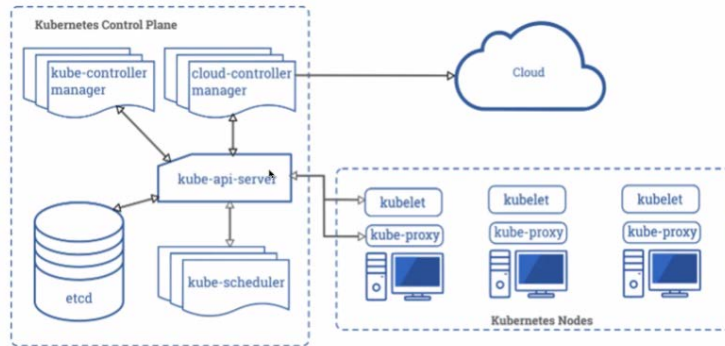 Kubernetes Control Plane
kube-controller
manager
cloud-controller
manager
Cloud
kube-api-server
etcd
kube-scheduler
kubelet
kube-proxy
kubelet
kube-proxy
kubelet
kube-proxy
Kubernetes Nodes